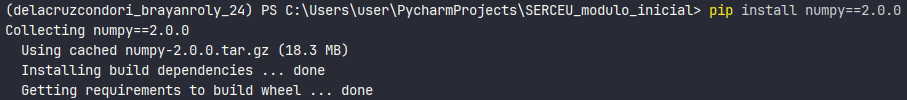 (delacruzcondori_brayanroly_24) PS C:\Users\user\PycharmProjects\SERCEU_modulo_inicial> pip install numpy==2.0.0
Collecting numpy==2.0.0
Using cached numpy-2.0.0.tar.gz (18.3 MB)
Installing build dependencies ... done
Getting requirements to build wheel ... done